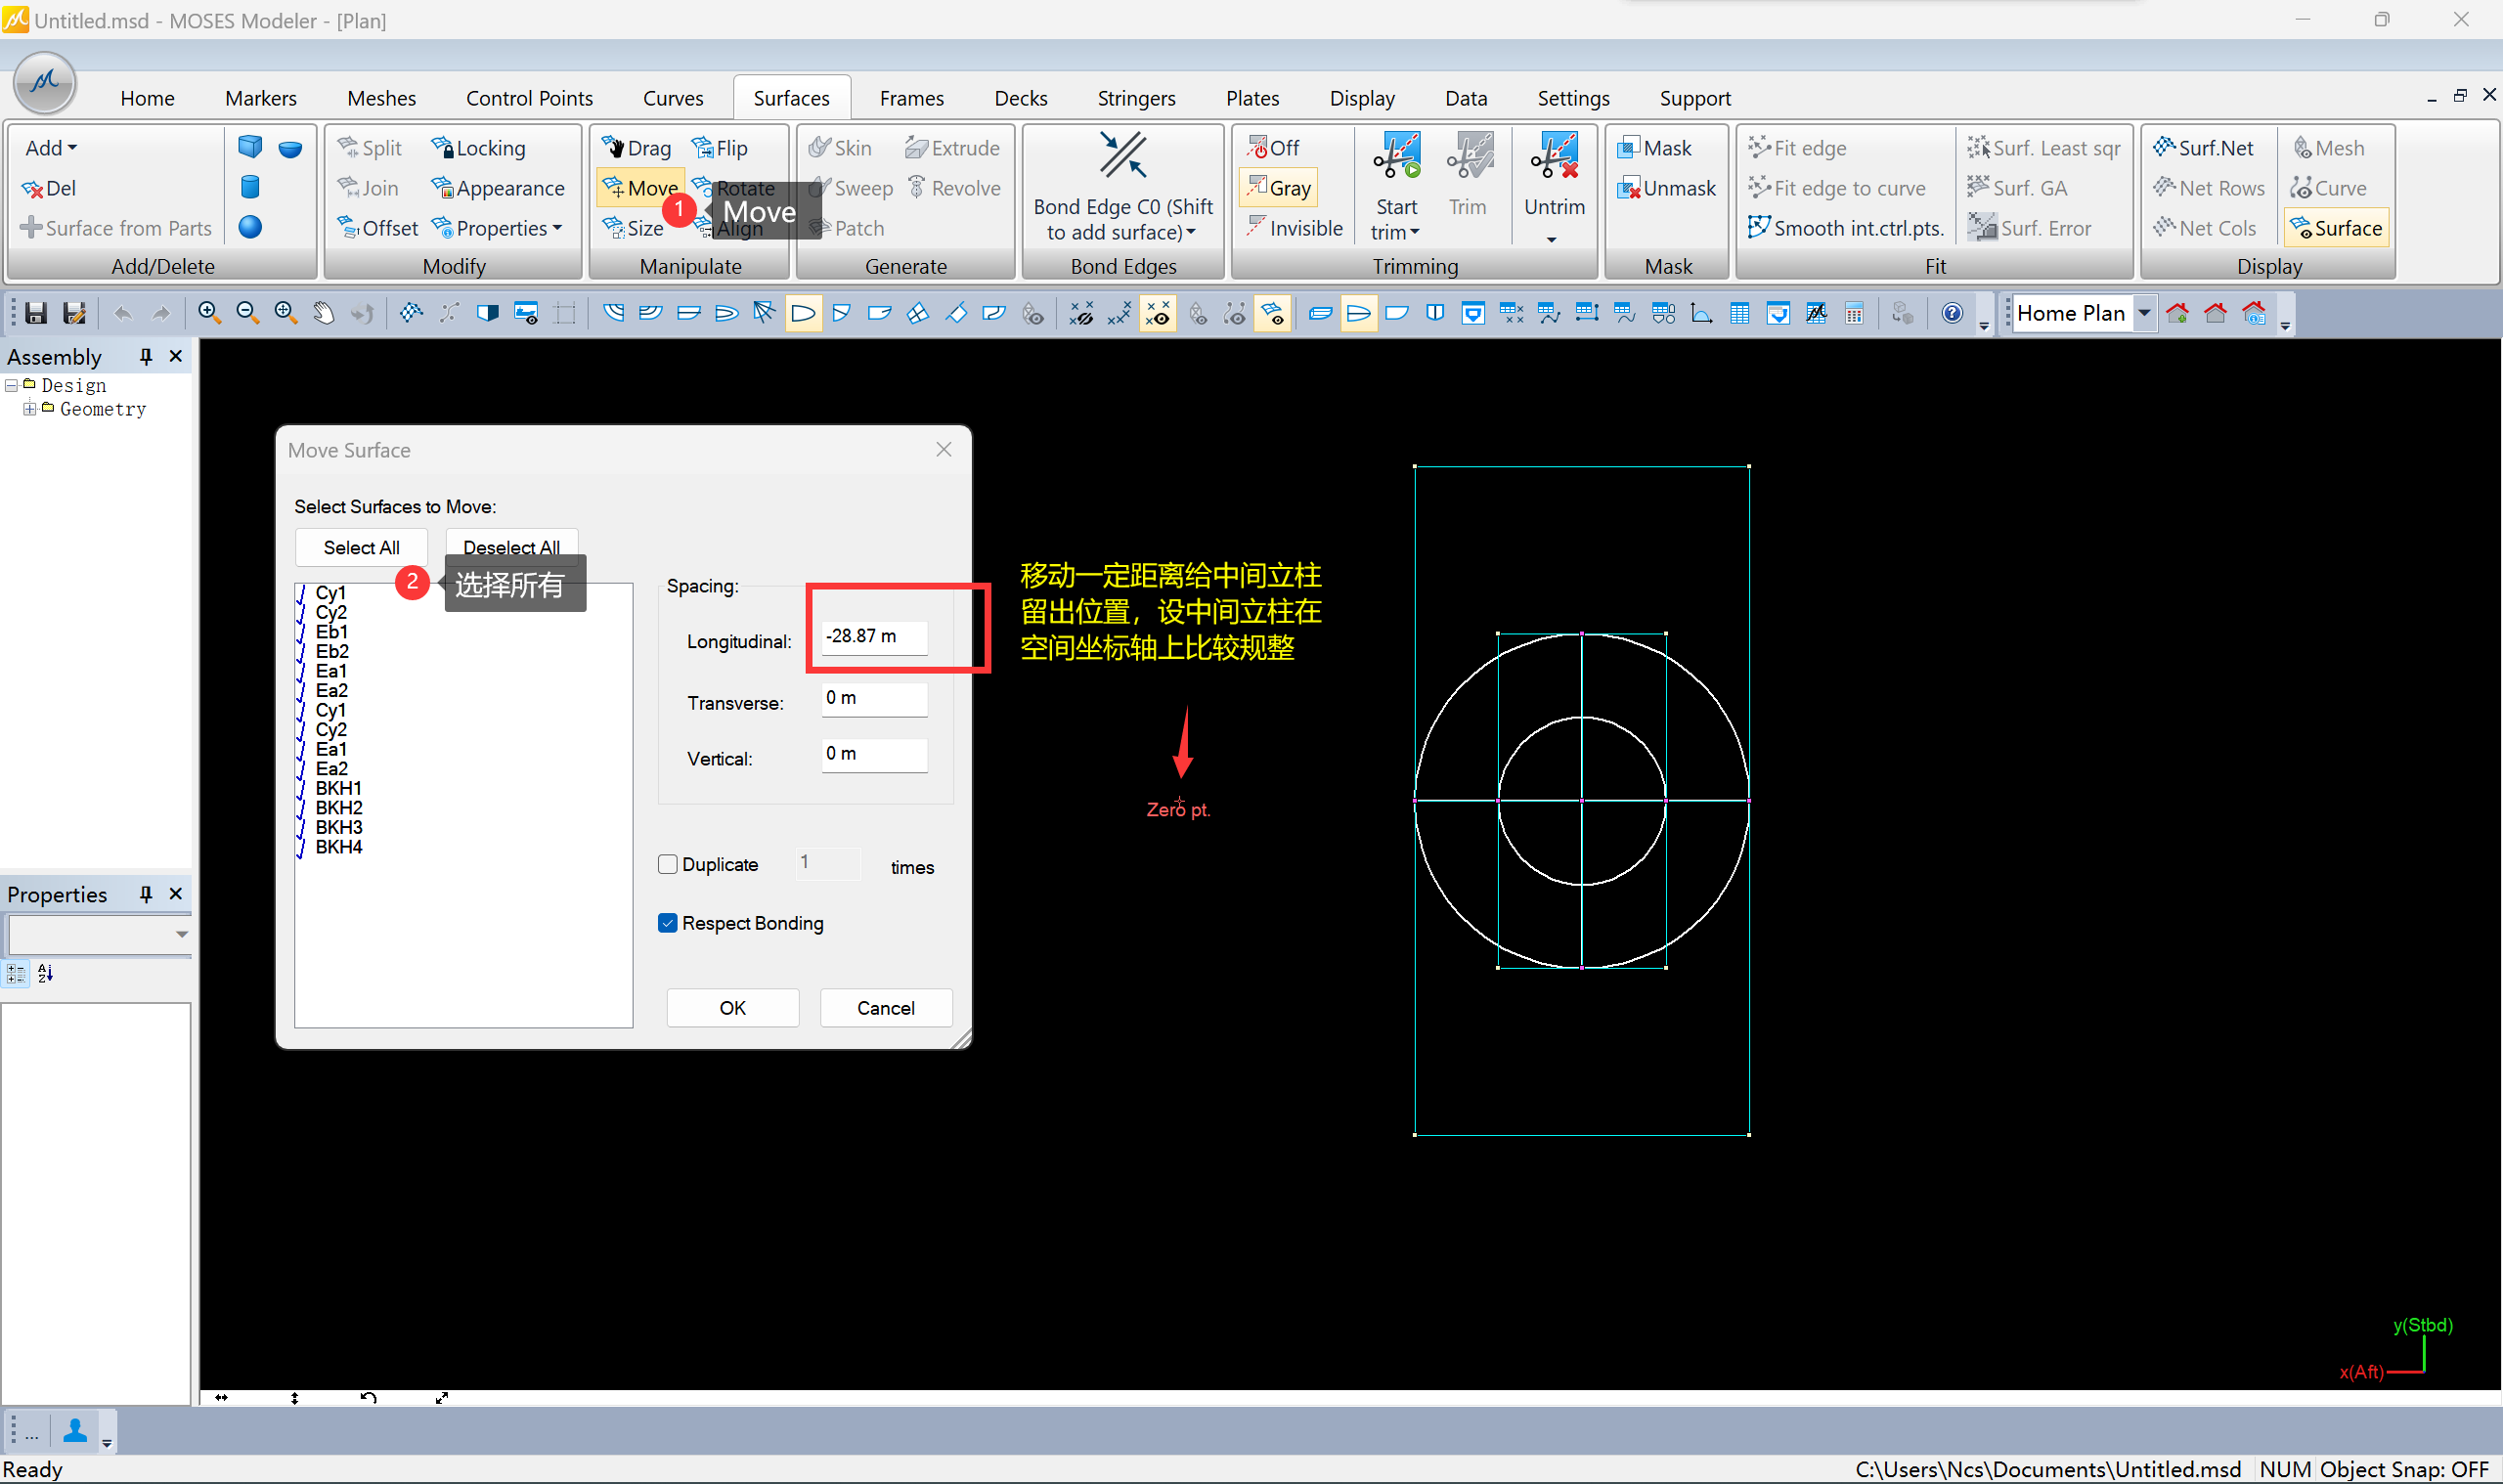 Untitled.msd - MOSES Modeler - [Plan]
Home Markers Meshes Control Points Curves Surfaces Frames Decks Stringers Plates Display Data Settings Support
Add
Del
Surface from Parts
Add/Delete
Split
Join
Offset
Locking
Appearance
Properties
Modify
Drag
Move
Size
Flip
Rotate
Align
Manipulate
1
Move
Skin
Sweep
Patch
Extrude
Revolve
Generate
Bond Edge C0 (Shift
to add surface)
Bond Edges
Off
Gray
Invisible
Start
trim
Trim
Untrim
Trimming
Mask
Unmask
Mask
Fit edge
Fit edge to curve
Smooth int.ctrl.pts.
Surf. Least sqr
Surf. GA
Surf. Error
Fit
Surf.Net
Net Rows
Net Cols
Mesh
Curve
Surface
Display
Home Plan
Assembly
Design
Geometry
Properties
Move Surface
Select Surfaces to Move:
Select All
Deselect All
2
选择所有
Cy1
Cy2
Eb1
Eb2
Ea1
Ea2
Cy1
Cy2
Ea1
Ea2
BKH1
BKH2
BKH3
BKH4
Spacing:
Longitudinal: -28.87 m
Transverse: 0 m
Vertical: 0 m
Duplicate 1 times
Respect Bonding
OK
Cancel
移动一定距离给中间立柱
留出位置，设中间立柱在
空间坐标轴上比较规整
Zero pt.
y(Stbd)
x(Aft)
...
Ready
C:\Users\Ncs\Documents\Untitled.msd NUM Object Snap: OFF